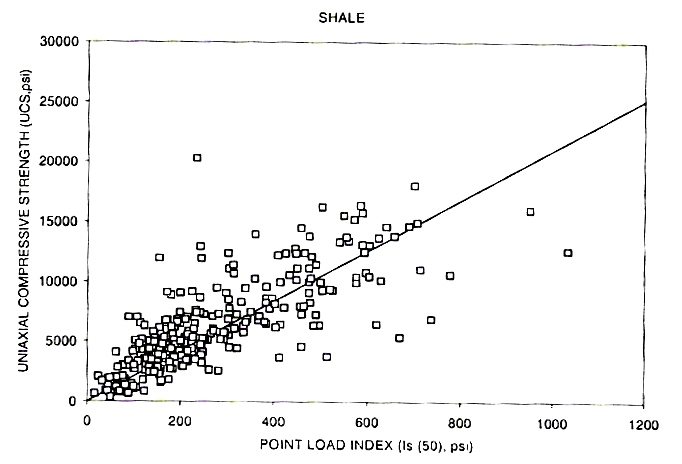 SHALE
30000
25000
20000
15000
10000
5000
0
UNIAXIAL COMPRESSIVE STRENGTH (UCS,psi)
0 200 400 600 800 1000 1200
POINT LOAD INDEX (Is (50), psi)